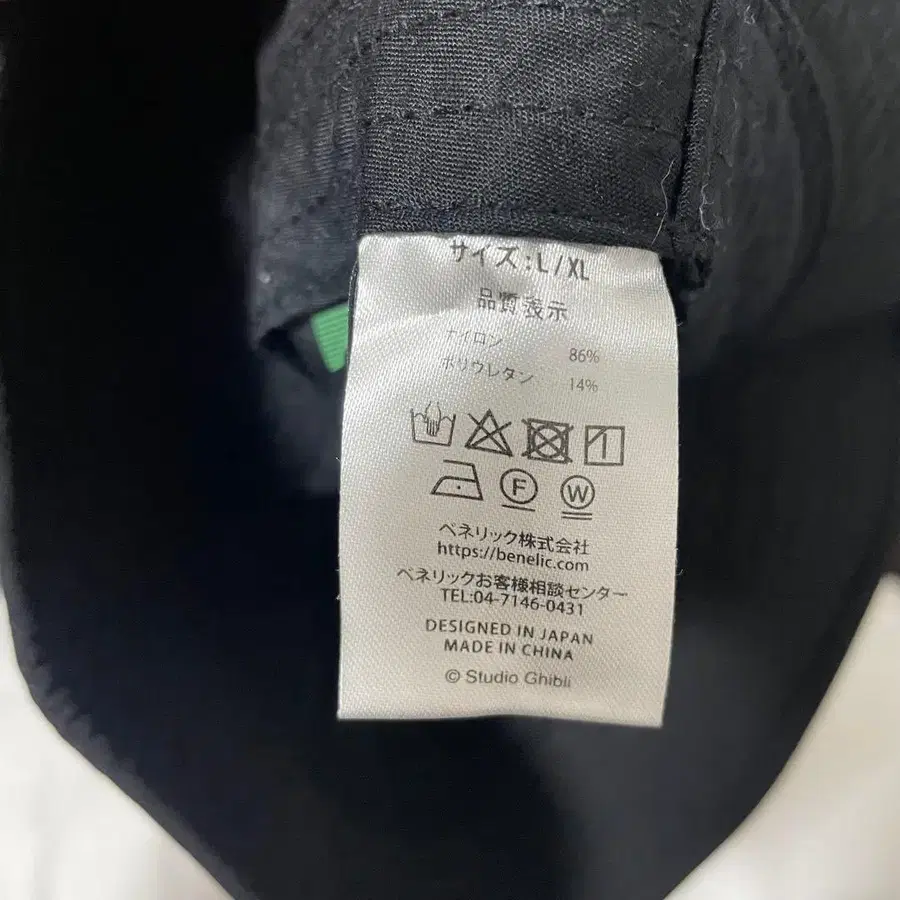 サイズ:L/XL
品質表示
ナイロン 86%
ポリウレタン 14%
F W
ベネリック株式会社
https://benelic.com
ベネリックお客様相談センター
TEL:04-7146-0431
DESIGNED IN JAPAN
MADE IN CHINA
© Studio Ghibli